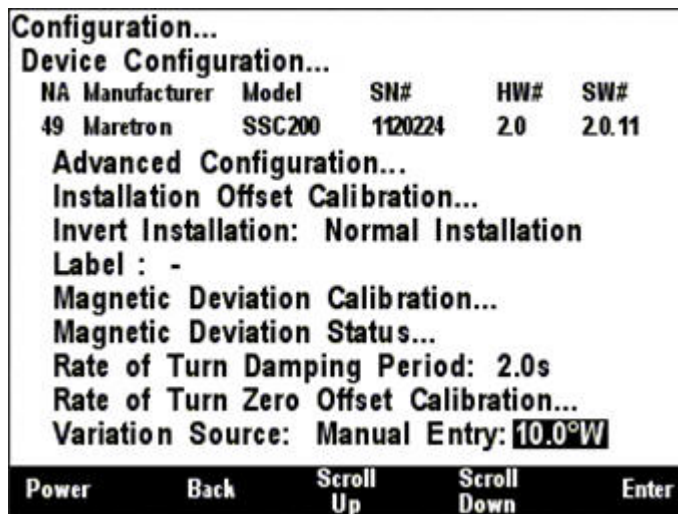 Configuration...
Device Configuration...
NA Manufacturer Model SN# HW# SW#
49 Maretron SSC200 1120224 2.0 2.0.11
Advanced Configuration...
Installation Offset Calibration...
Invert Installation: Normal Installation
Label : -
Magnetic Deviation Calibration...
Magnetic Deviation Status...
Rate of Turn Damping Period: 2.0s
Rate of Turn Zero Offset Calibration...
Variation Source: Manual Entry: 10.0°W
Power Back Scroll Up Scroll Down Enter